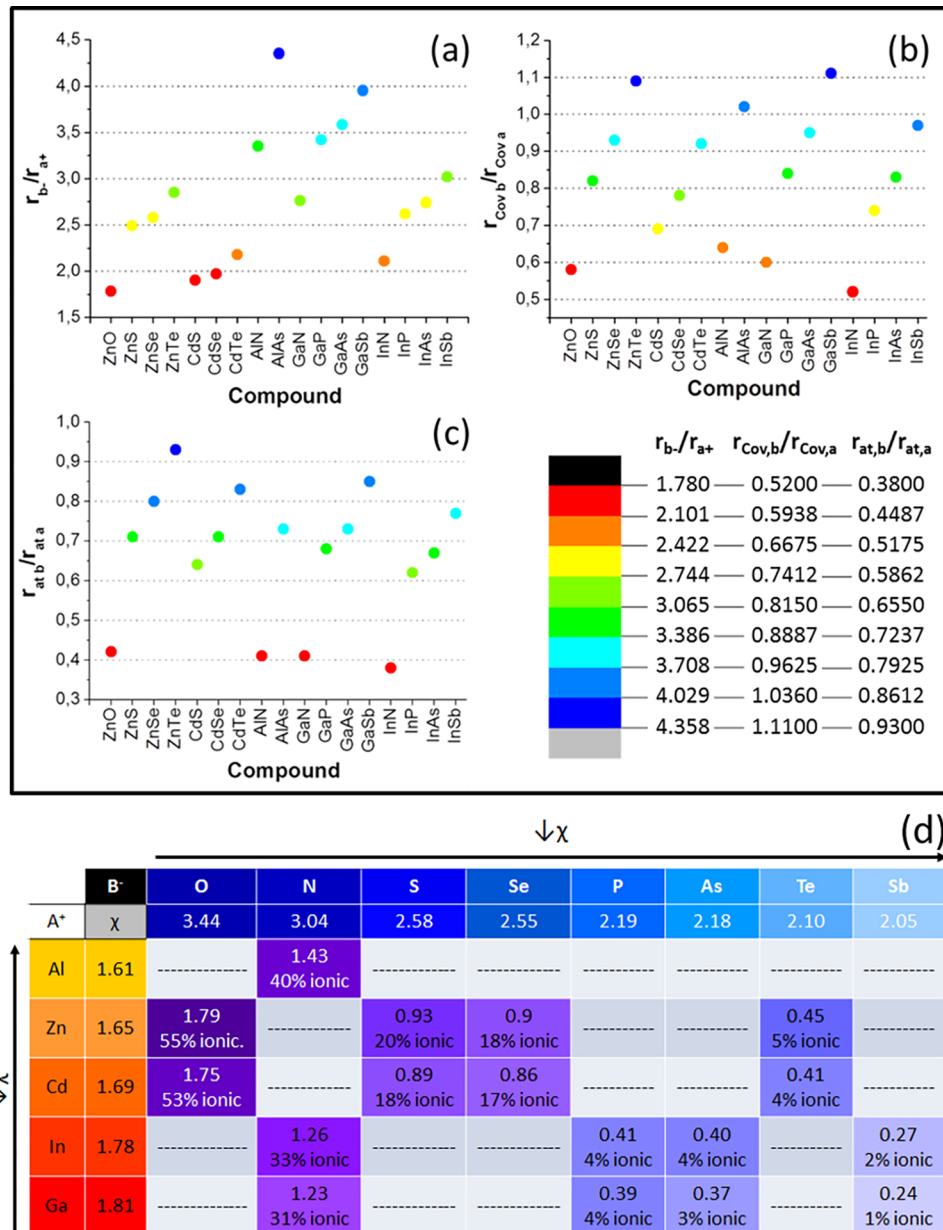 (a)
4,5
4,0
3,5
3,0
2,5
2,0
1,5
r b-/r a+
ZnO ZnS ZnSe ZnTe CdS CdSe CdTe AlN AlAs GaN GaP GaAs GaSb InN InP InAs InSb
Compound
(b)
1,2
1,1
1,0
0,9
0,8
0,7
0,6
0,5
r Cov b/r Cov a
ZnO ZnS ZnSe ZnTe CdS CdSe CdTe AlN AlAs GaN GaP GaAs GaSb InN InP InAs InSb
Compound
(c)
1,0
0,9
0,8
0,7
0,6
0,5
0,4
0,3
r at b/r at a
ZnO ZnS ZnSe ZnTe CdS CdSe CdTe AlN AlAs GaN GaP GaAs GaSb InN InP InAs InSb
Compound
r b-/r a+ r Cov,b/r Cov,a r at,b/r at,a
1.780 0.5200 0.3800
2.101 0.5938 0.4487
2.422 0.6675 0.5175
2.744 0.7412 0.5862
3.065 0.8150 0.6550
3.386 0.8887 0.7237
3.708 0.9625 0.7925
4.029 1.0360 0.8612
4.358 1.1100 0.9300
↓χ
(d)
B⁻ O N S Se P As Te Sb
A⁺ χ 3.44 3.04 2.58 2.55 2.19 2.18 2.10 2.05
↓χ
Al 1.61 ------------ 1.43 ------------ ------------ ------------ ------------ ------------ ------------
40% ionic
Zn 1.65 1.79 ------------ 0.93 0.9 ------------ ------------ 0.45 ------------
55% ionic. 20% ionic 18% ionic 5% ionic
Cd 1.69 1.75 ------------ 0.89 0.86 ------------ ------------ 0.41 ------------
53% ionic 18% ionic 17% ionic 4% ionic
In 1.78 ------------ 1.26 ------------ ------------ 0.41 0.40 ------------ 0.27
33% ionic 4% ionic 4% ionic 2% ionic
Ga 1.81 ------------ 1.23 ------------ ------------ 0.39 0.37 ------------ 0.24
31% ionic 4% ionic 3% ionic 1% ionic